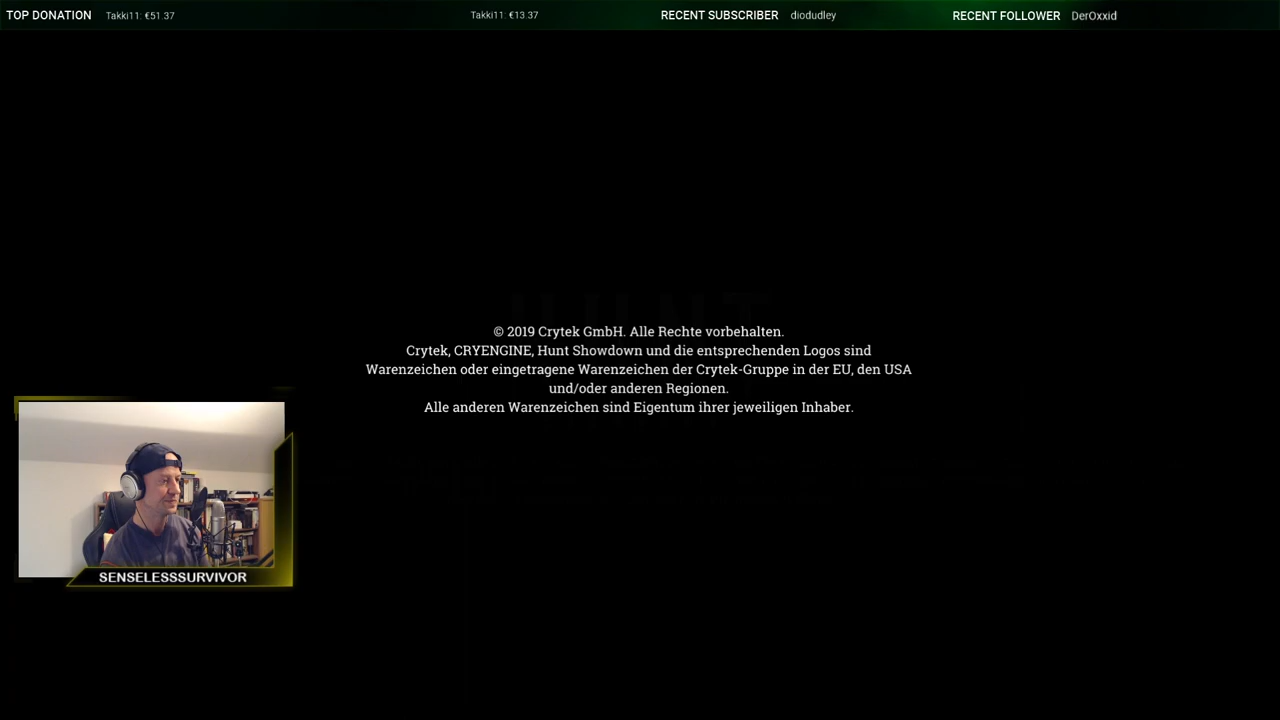 TOP DONATION Takki11: €51.37 Takki11: €13.37 RECENT SUBSCRIBER diodudley RECENT FOLLOWER DerOxxid
© 2019 Crytek GmbH. Alle Rechte vorbehalten.
Crytek, CRYENGINE, Hunt Showdown und die entsprechenden Logos sind
Warenzeichen oder eingetragene Warenzeichen der Crytek-Gruppe in der EU, den USA
und/oder anderen Regionen.
Alle anderen Warenzeichen sind Eigentum ihrer jeweiligen Inhaber.
SENSELESSSURVIVOR